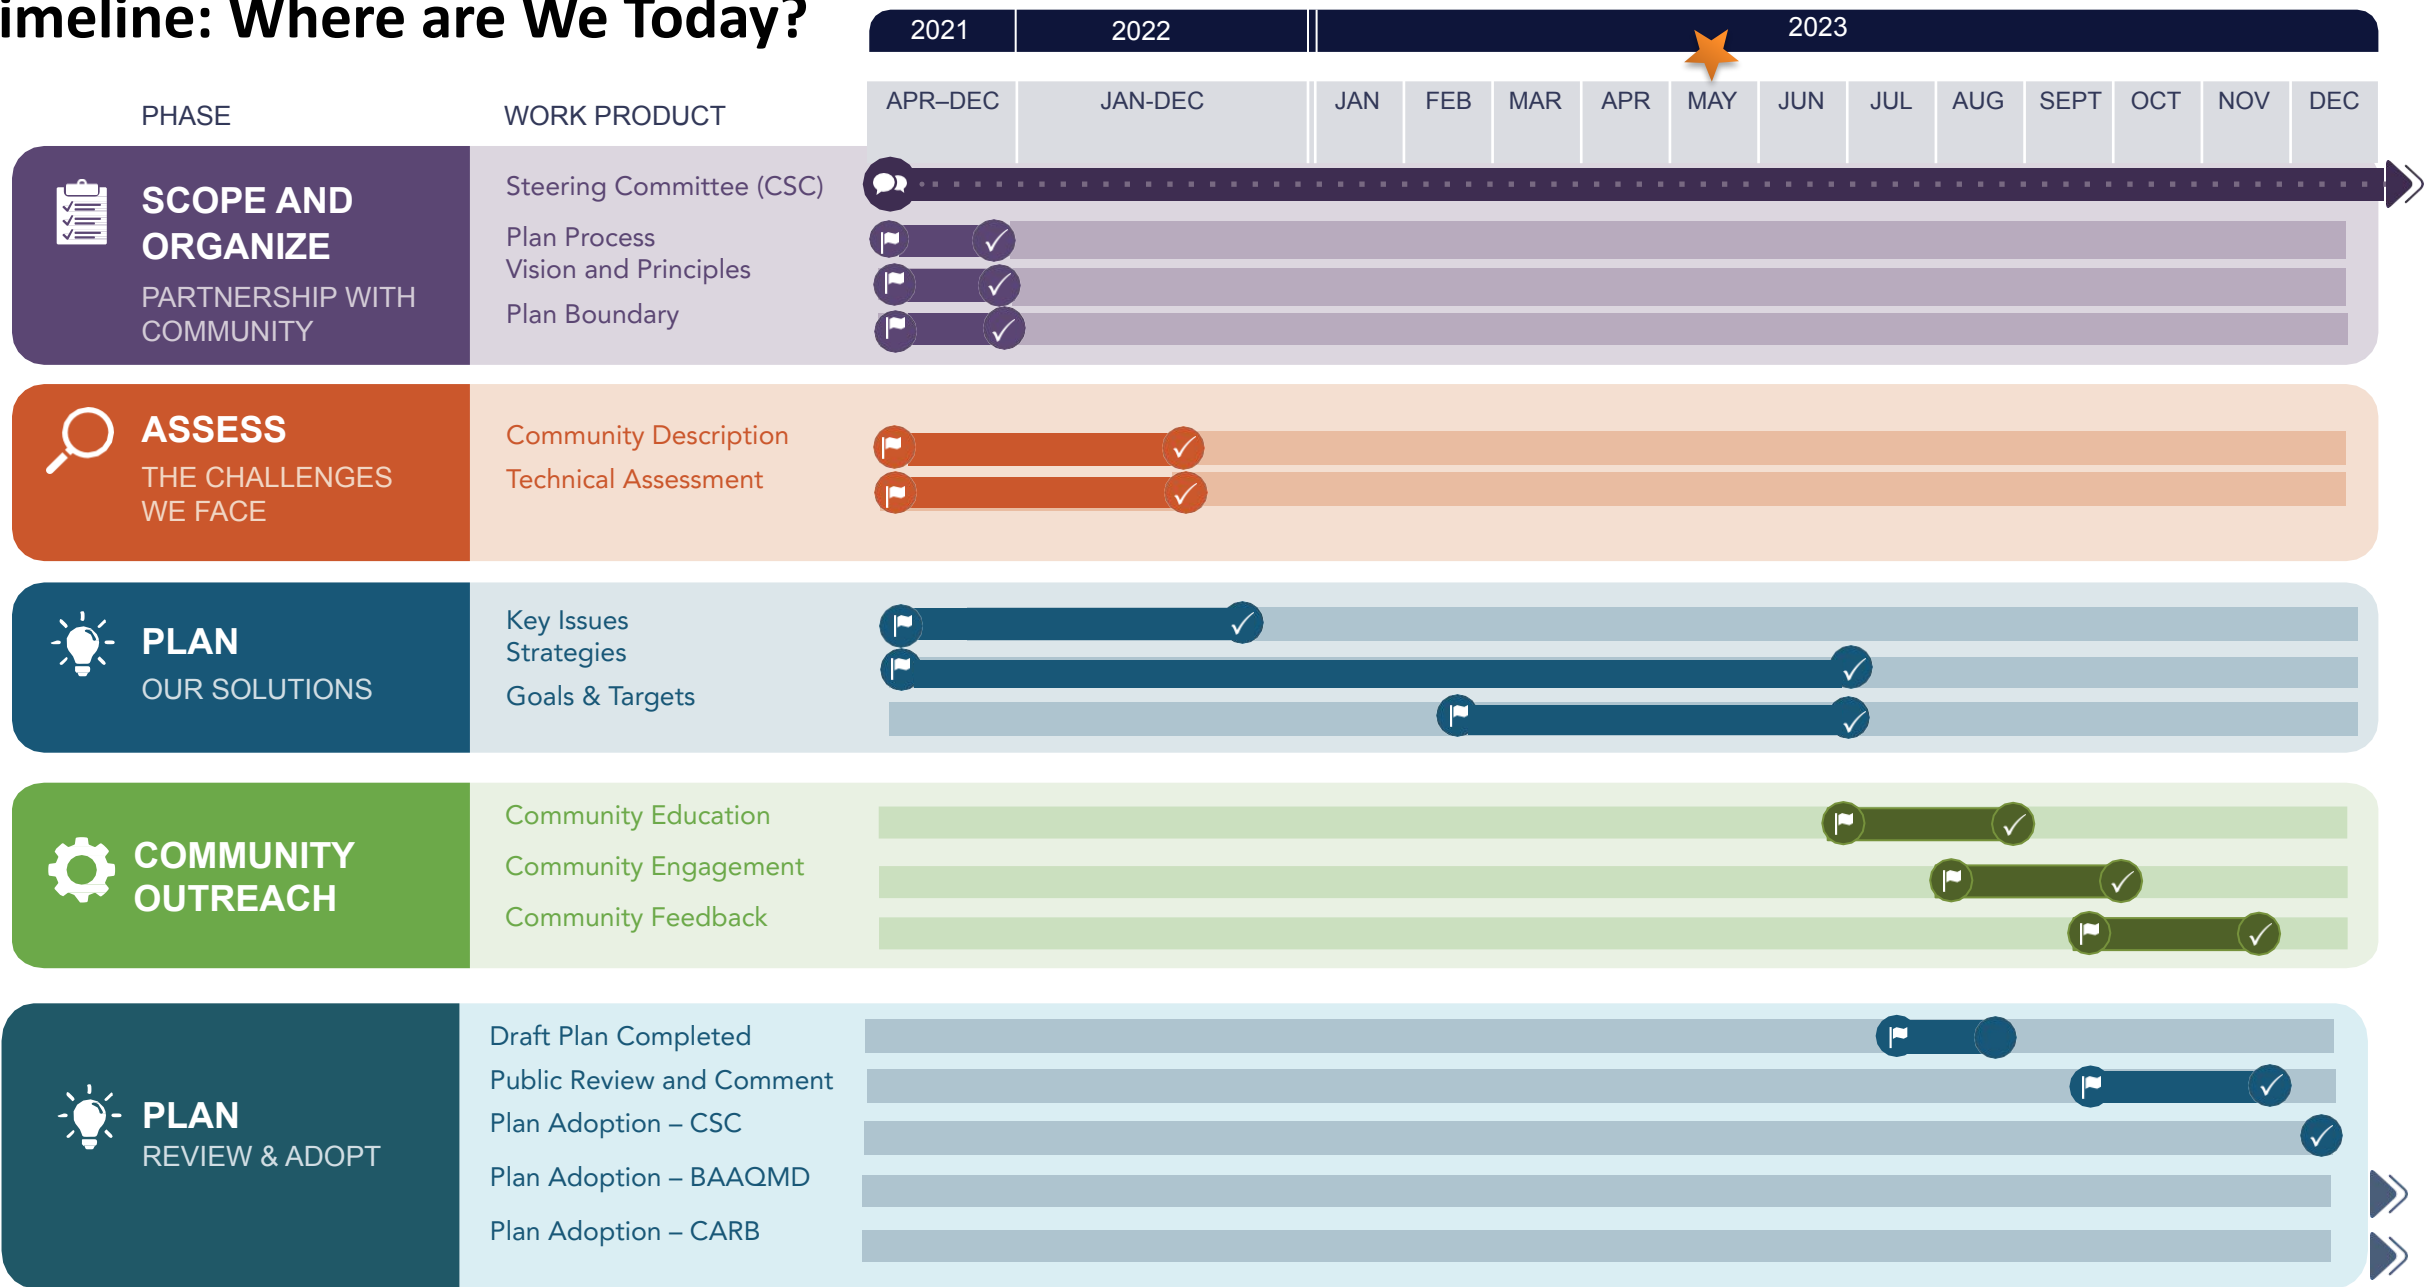 imeline: Where are We Today?
2021 2022 2023
PHASE WORK PRODUCT APR–DEC JAN-DEC JAN FEB MAR APR MAY JUN JUL AUG SEPT OCT NOV DEC
SCOPE AND
ORGANIZE
PARTNERSHIP WITH
COMMUNITY
Steering Committee (CSC)
Plan Process
Vision and Principles
Plan Boundary
ASSESS
THE CHALLENGES
WE FACE
Community Description
Technical Assessment
PLAN
OUR SOLUTIONS
Key Issues
Strategies
Goals & Targets
COMMUNITY
OUTREACH
Community Education
Community Engagement
Community Feedback
PLAN
REVIEW & ADOPT
Draft Plan Completed
Public Review and Comment
Plan Adoption – CSC
Plan Adoption – BAAQMD
Plan Adoption – CARB